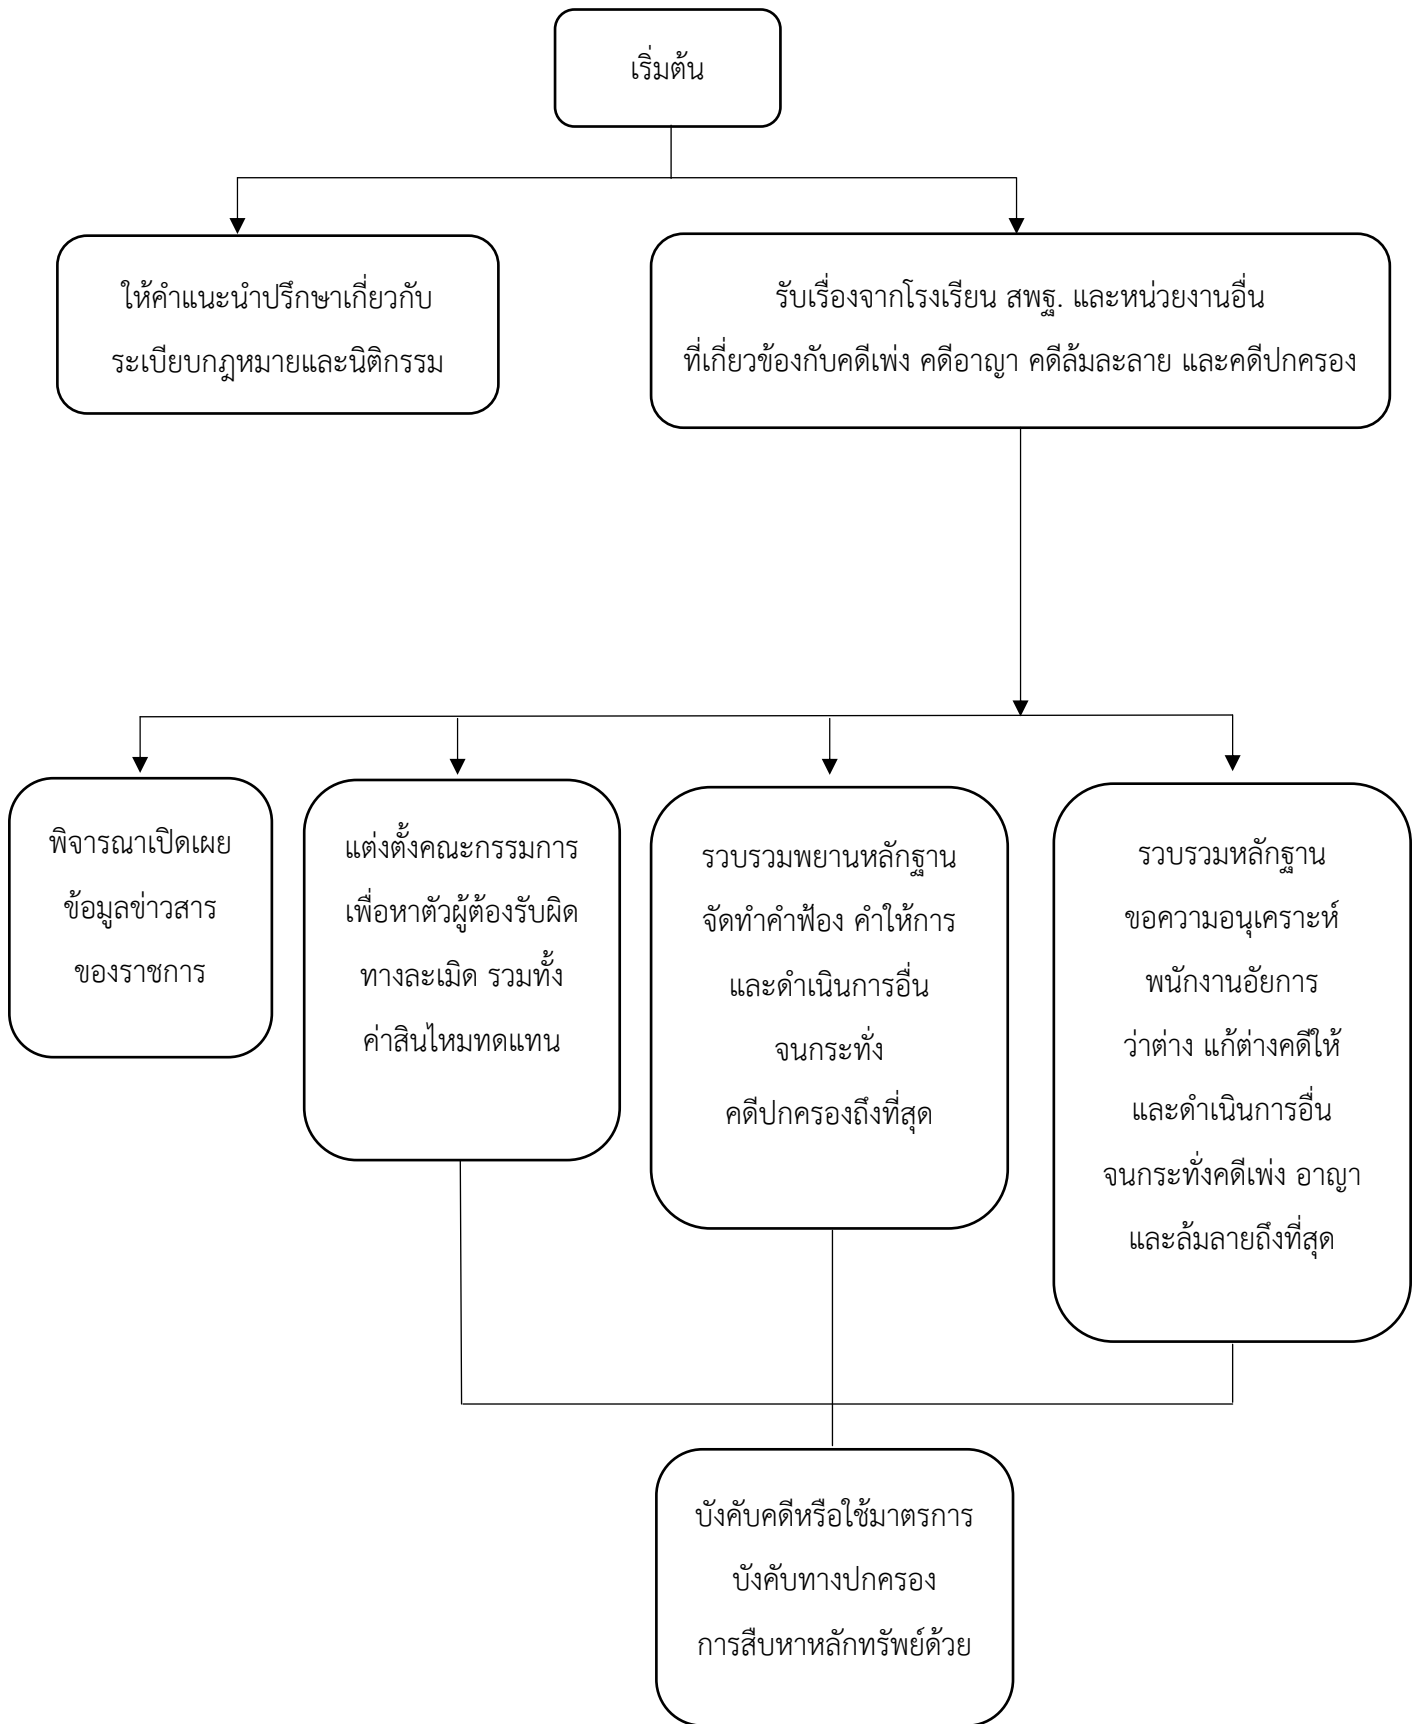 เริ่มต้น
ให้คำแนะนำปรึกษาเกี่ยวกับ
ระเบียบกฎหมายและนิติกรรม
รับเรื่องจากโรงเรียน สพฐ. และหน่วยงานอื่น
ที่เกี่ยวข้องกับคดีเพ่ง คดีอาญา คดีล้มละลาย และคดีปกครอง
พิจารณาเปิดเผย
ข้อมูลข่าวสาร
ของราชการ
แต่งตั้งคณะกรรมการ
เพื่อหาตัวผู้ต้องรับผิด
ทางละเมิด รวมทั้ง
ค่าสินไหมทดแทน
รวบรวมพยานหลักฐาน
จัดทำคำฟ้อง คำให้การ
และดำเนินการอื่น
จนกระทั่ง
คดีปกครองถึงที่สุด
รวบรวมหลักฐาน
ขอความอนุเคราะห์
พนักงานอัยการ
ว่าต่าง แก้ต่างคดีให้
และดำเนินการอื่น
จนกระทั่งคดีเพ่ง อาญา
และล้มลายถึงที่สุด
บังคับคดีหรือใช้มาตรการ
บังคับทางปกครอง
การสืบหาหลักทรัพย์ด้วย